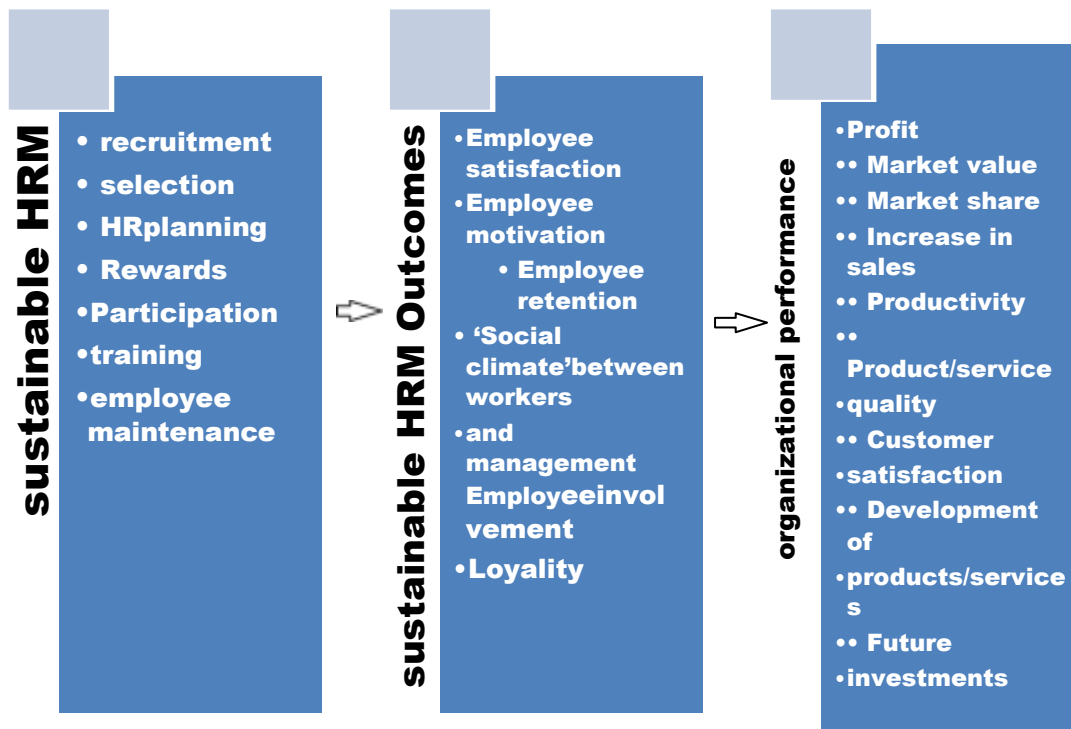 sustainable HRM
• recruitment
• selection
• HRplanning
• Rewards
•Participation
•training
•employee
maintenance
sustainable HRM Outcomes
•Employee
satisfaction
•Employee
motivation
• Employee
retention
• ‘Social
climate’between
workers
•and
management
Employeeinvol
vement
•Loyality
organizational performance
•Profit
•• Market value
•• Market share
•• Increase in
sales
•• Productivity
••
Product/service
•quality
•• Customer
•satisfaction
•• Development
of
•products/service
s
•• Future
•investments